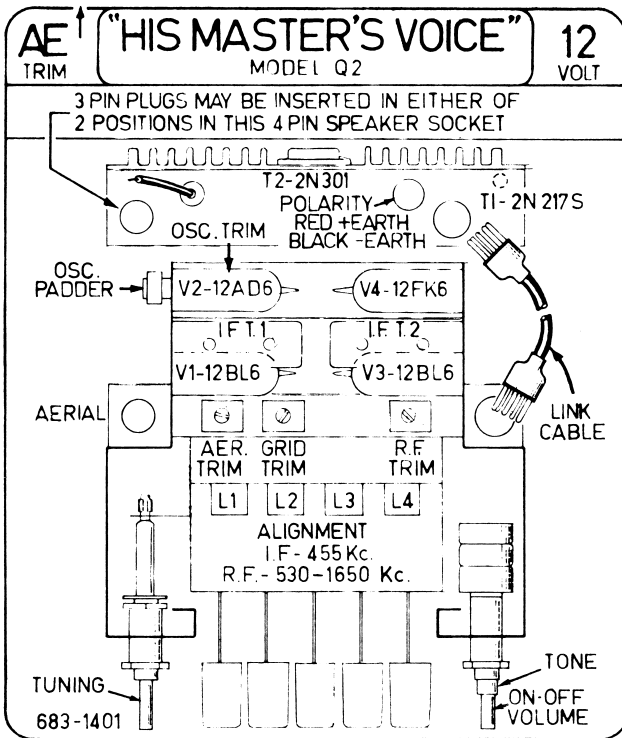 AE
TRIM
"HIS MASTER'S VOICE"
MODEL Q2
12
VOLT
3 PIN PLUGS MAY BE INSERTED IN EITHER OF
2 POSITIONS IN THIS 4 PIN SPEAKER SOCKET
T2-2N301
POLARITY
RED +EARTH
BLACK -EARTH
T1-2N217S
OSC. TRIM
OSC.
PADDER
V2-12AD6
V4-12FK6
I.F.T.1
I.F.T.2
V1-12BL6
V3-12BL6
AERIAL
LINK
CABLE
AER.
TRIM
GRID
TRIM
R.F.
TRIM
L1
L2
L3
L4
ALIGNMENT
I.F.-455Kc.
R.F.-530-1650 Kc.
TUNING
683-1401
TONE
ON-OFF
VOLUME